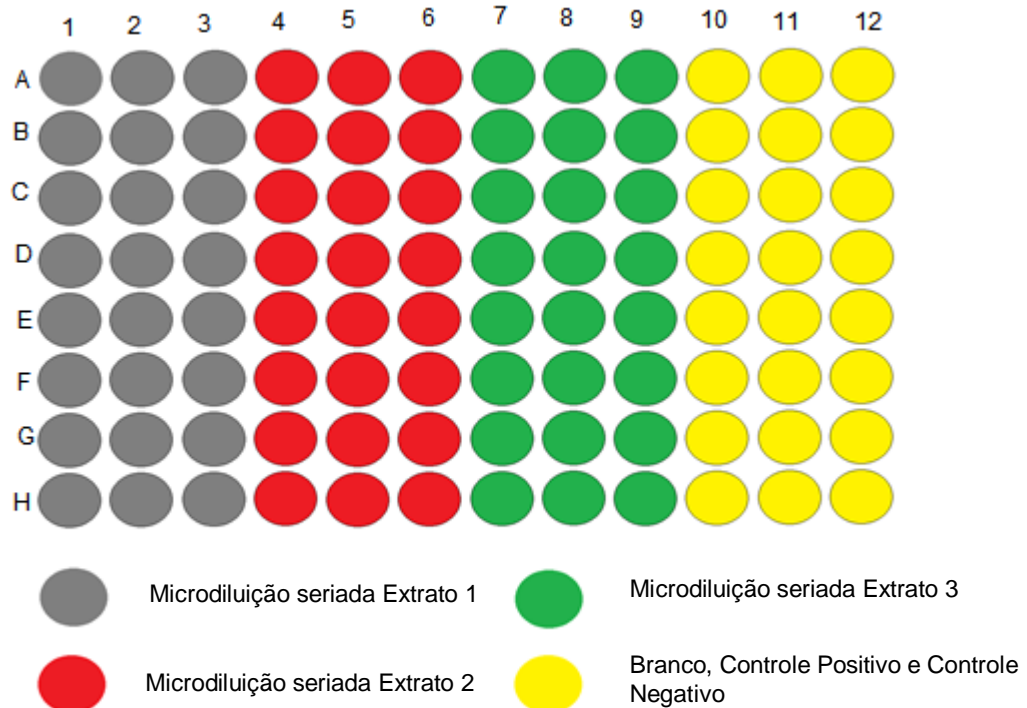 1 2 3 4 5 6 7 8 9 10 11 12
A
B
C
D
E
F
G
H
Microdiluição seriada Extrato 1
Microdiluição seriada Extrato 3
Microdiluição seriada Extrato 2
Branco, Controle Positivo e Controle
Negativo